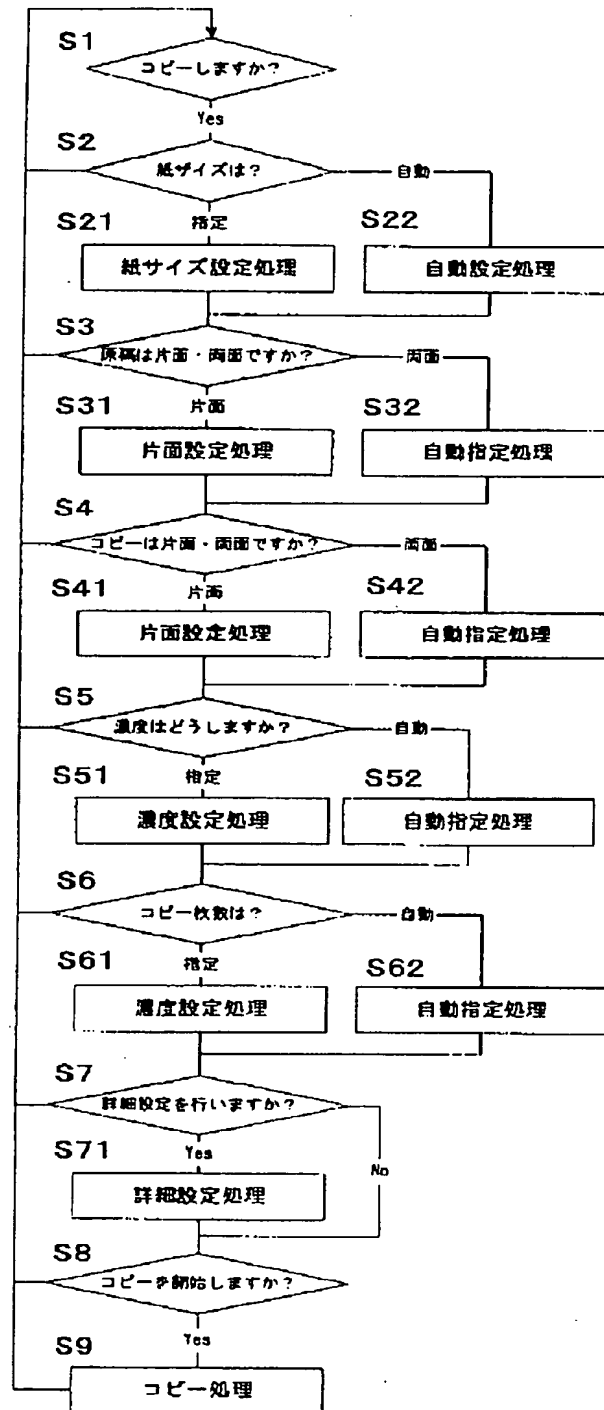 S1
コピーしますか?
Yes
S2
紙サイズは?
自動
S21
指定
S22
紙サイズ設定処理
自動設定処理
S3
原稿は片面・両面ですか?
両面
S31
片面
S32
片面設定処理
自動指定処理
S4
コピーは片面・両面ですか?
両面
S41
片面
S42
片面設定処理
自動指定処理
S5
濃度はどうしますか?
自動
S51
指定
S52
濃度設定処理
自動指定処理
S6
コピー枚数は?
自動
S61
指定
S62
濃度設定処理
自動指定処理
S7
詳細設定を行いますか?
S71
Yes
No
詳細設定処理
S8
コピーを開始しますか?
Yes
S9
コピー処理